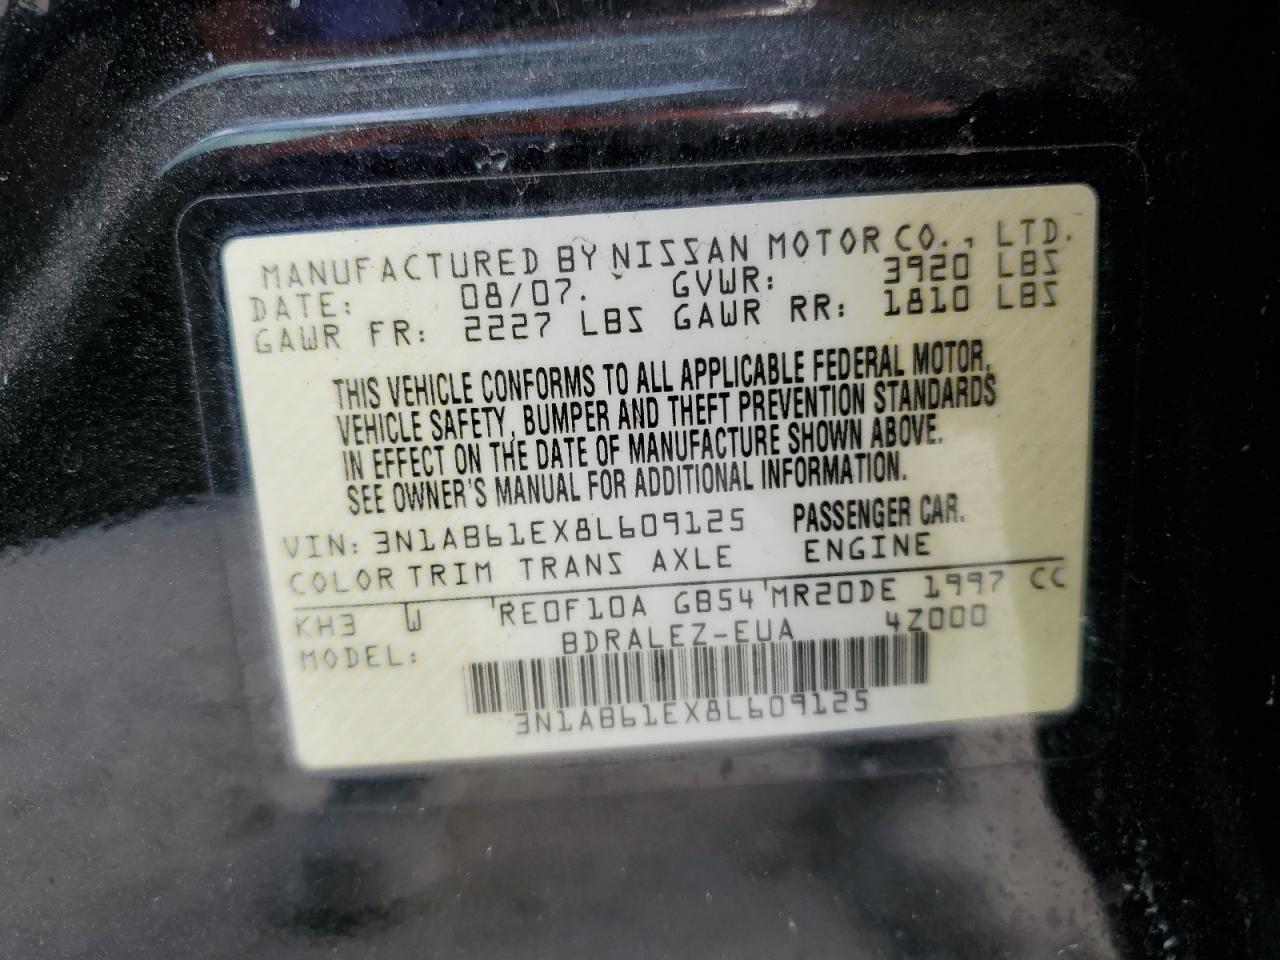 MANUFACTURED BY NISSAN MOTOR CO., LTD.
DATE: 08/07. GVWR: 3920 LBS
GAWR FR: 2227 LBS GAWR RR: 1810 LBS
THIS VEHICLE CONFORMS TO ALL APPLICABLE FEDERAL MOTOR,
VEHICLE SAFETY, BUMPER AND THEFT PREVENTION STANDARDS
IN EFFECT ON THE DATE OF MANUFACTURE SHOWN ABOVE.
SEE OWNER'S MANUAL FOR ADDITIONAL INFORMATION.
VIN: 3N1AB61EX8L609125 PASSENGER CAR.
COLOR TRIM TRANS AXLE ENGINE
KH3 W RE0F10A GB54 MR20DE 1997 CC
MODEL: BDRALEZ-EUA 4Z000
3N1AB61EX8L609125